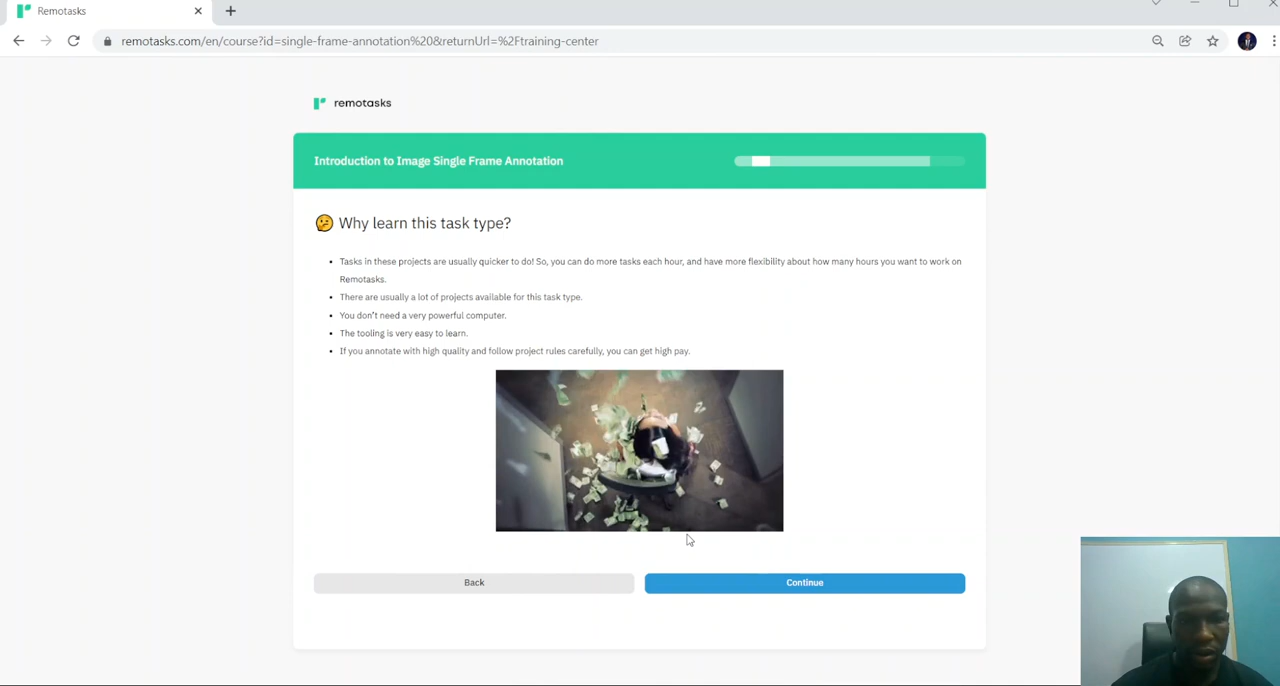 Remotasks
remotasks.com/en/course?id=single-frame-annotation%20&returnUrl=%2Ftraining-center
remotasks
Introduction to Image Single Frame Annotation
Why learn this task type?
• Tasks in these projects are usually quicker to do! So, you can do more tasks each hour, and have more flexibility about how many hours you want to work on
Remotasks.
• There are usually a lot of projects available for this task type.
• You don't need a very powerful computer.
• The tooling is very easy to learn.
• If you annotate with high quality and follow project rules carefully, you can get high pay.
Back
Continue